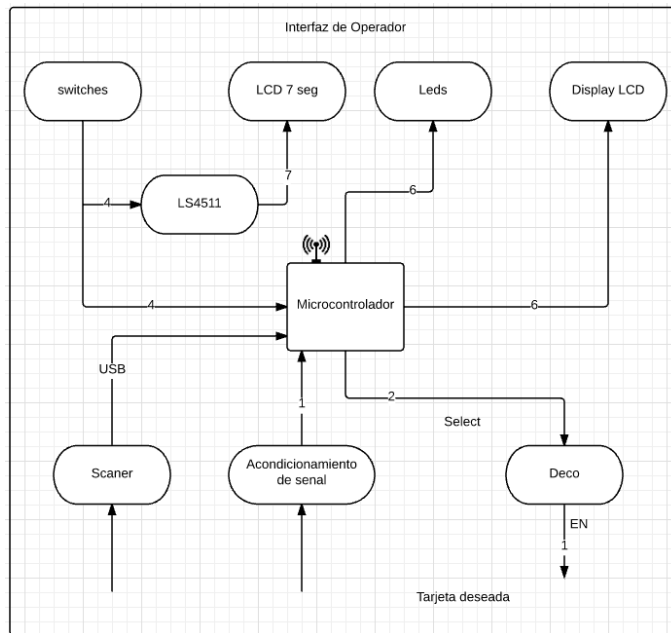 Interfaz de Operador
switches
LCD 7 seg
Leds
Display LCD
7
4
LS4511
6
Microcontrolador
4
6
USB
1
2
Select
Scaner
Acondicionamiento
de senal
Deco
EN
1
Tarjeta deseada